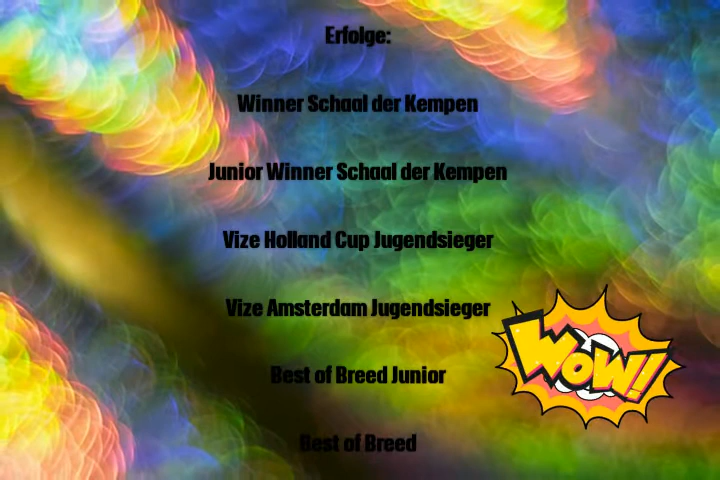 Erfolge:
Winner Schaal der Kempen
Junior Winner Schaal der Kempen
Vize Holland Cup Jugendsieger
Vize Amsterdam Jugendsieger
Best of Breed Junior
Best of Breed
WOW!!